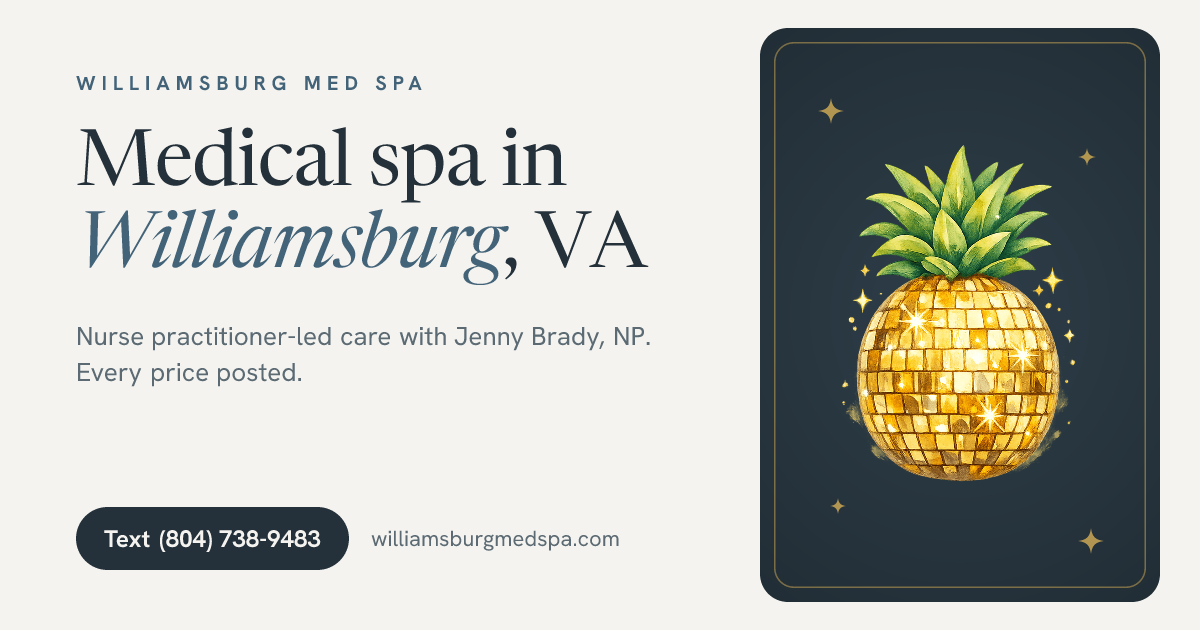 WILLIAMSBURG MED SPA
Medical spa in
Williamsburg, VA
Nurse practitioner-led care with Jenny Brady, NP.
Every price posted.
Text (804) 738-9483
williamsburgmedspa.com